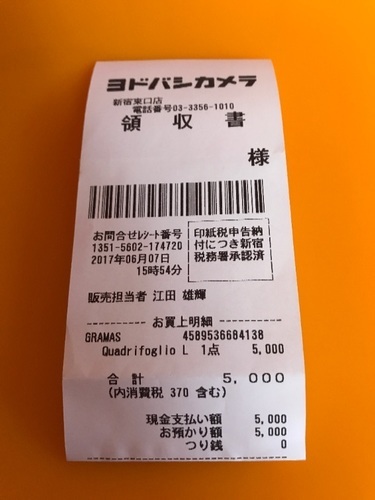 ヨドバシカメラ
新宿東口店
電話番号03-3356-1010
領 収 書
様
お問合せレシート番号
1351-5602-174720
2017年06月07日
15時54分
印紙税申告納
付につき新宿
税務署承認済
販売担当者 江田 雄輝
---------- お買上明細 ----------
GRAMAS 4589536684138
Quadrifoglio L 1点 5,000
合 計 5,000
(内消費税 370 含む)
現金支払い額 5,000
お預かり額 5,000
つり銭 0